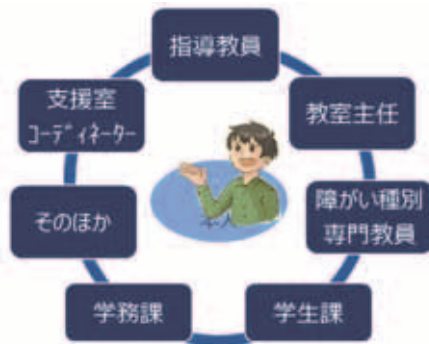 指導教員
教室主任
障がい種別
専門教員
学生課
学務課
そのほか
支援室
ｺｰﾃﾞｨﾈｰﾀｰ
本人